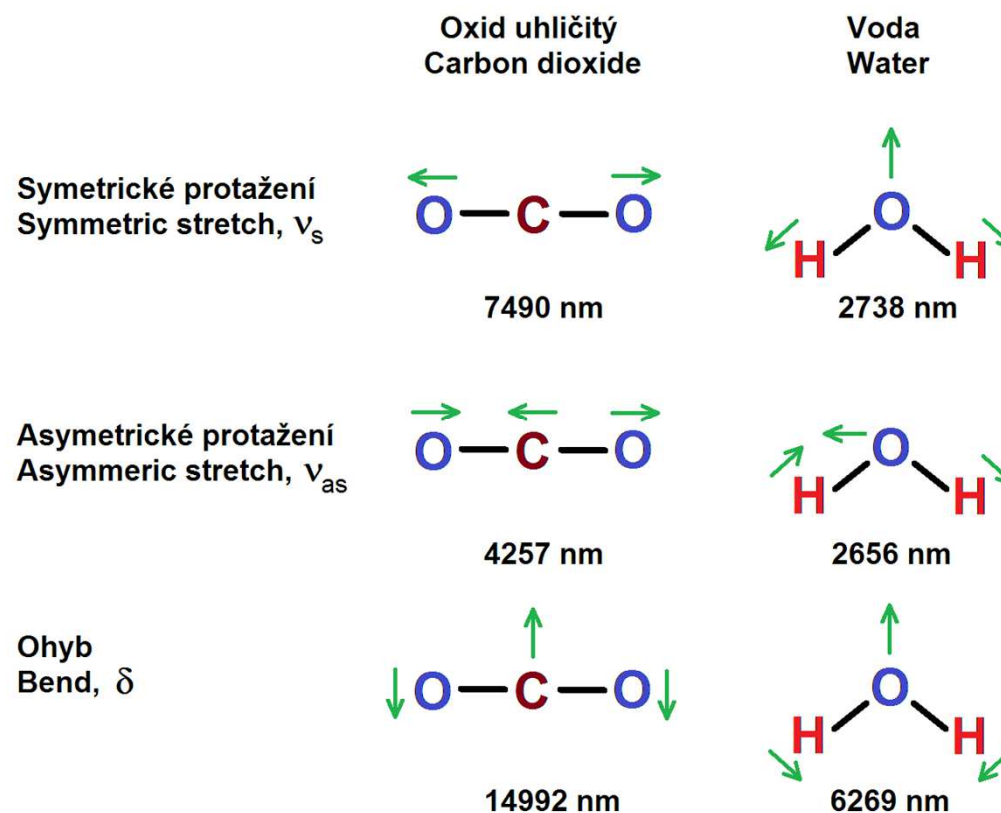 Oxid uhličitý
Carbon dioxide
Voda
Water
Symetrické protažení
Symmetric stretch, νs
O C O
O
H H
7490 nm
2738 nm
Asymetrické protažení
Asymmeric stretch, νas
O C O
O
H H
4257 nm
2656 nm
Ohyb
Bend, δ
O C O
O
H H
14992 nm
6269 nm